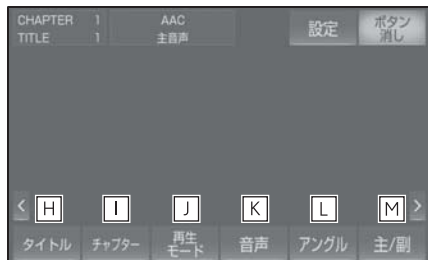 CHAPTER 1 AAC 設定 ボタン
TITLE 1 主音声 消し
< H I J K L M >
タイトル チャプター 再生 音声 アングル 主/副
モード